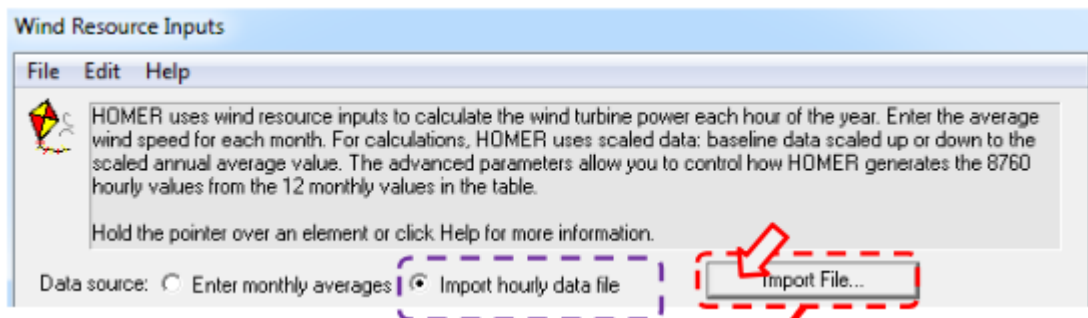 Wind Resource Inputs
File Edit Help
HOMER uses wind resource inputs to calculate the wind turbine power each hour of the year. Enter the average
wind speed for each month. For calculations, HOMER uses scaled data: baseline data scaled up or down to the
scaled annual average value. The advanced parameters allow you to control how HOMER generates the 8760
hourly values from the 12 monthly values in the table.
Hold the pointer over an element or click Help for more information.
Data source: Enter monthly averages Import hourly data file Import File...